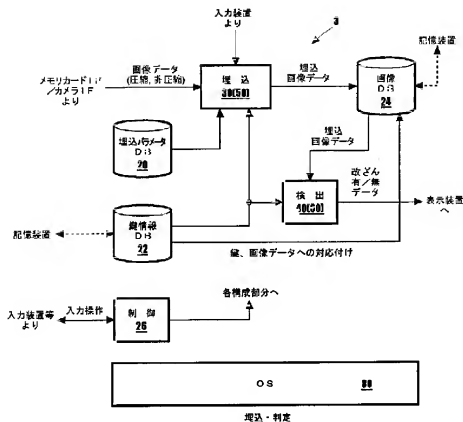 入力装置
より
3
記憶装置
画像データ
(圧縮, 非圧縮)
メモリカードIF
/カメラIF
より
埋 込
30(50)
埋込
画像データ
画像
DB
24
埋込パラメータ
DB
20
埋込
画像データ
改ざん
有/無
データ
検 出
40(60)
表示装置
へ
鍵情報
DB
22
記憶装置
鍵、画像データへの対応付け
各構成部分へ
入力操作
入力装置等
より
制 御
26
OS
80
埋込・判定